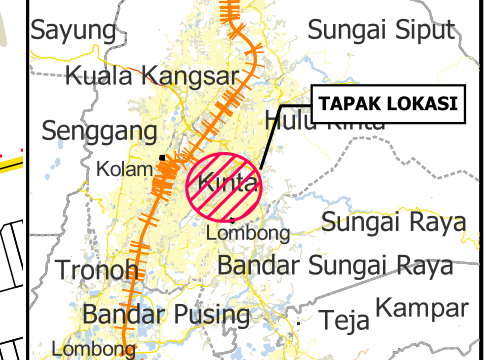 Sayung
Sungai Siput
Kuala Kangsar
TAPAK LOKASI
Hulu Kinta
Senggang
Kolam
Kinta
Lombong
Sungai Raya
Tronoh
Bandar Sungai Raya
Bandar Pusing
Teja
Kampar
Lombong